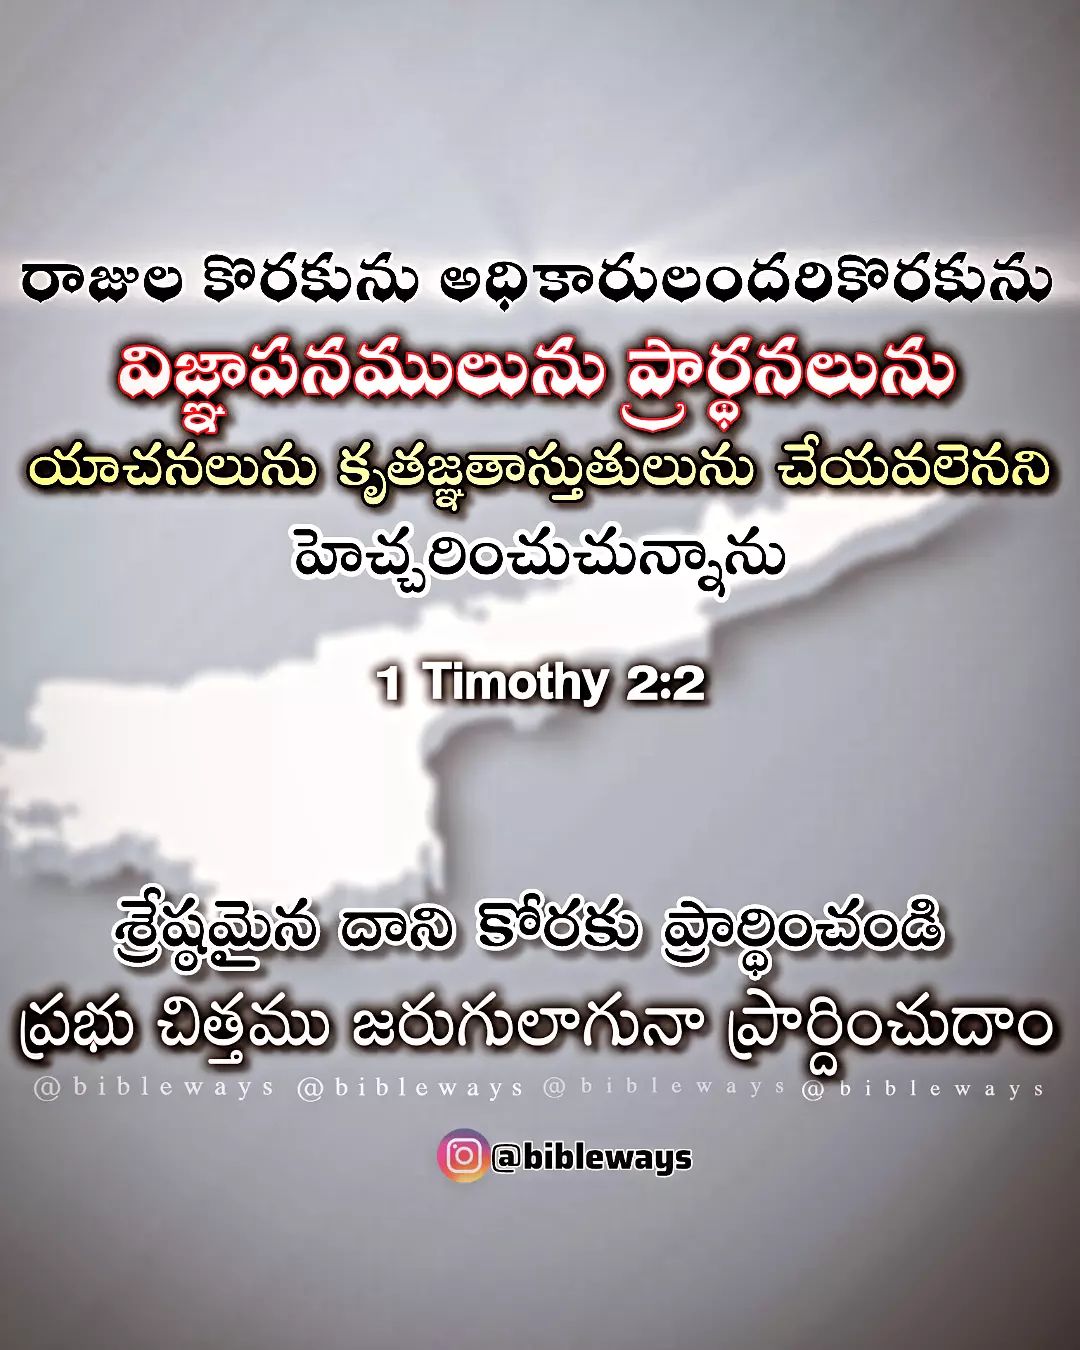 రాజుల కొరకును అధికారులందరికొరకును
విజ్ఞాపనములును ప్రార్థనలును
యాచనలును కృతజ్ఞతాస్తుతులును చేయవలెనని
హెచ్చరించుచున్నాను
1 Timothy 2:2
శ్రేష్ఠమైన దాని కోరకు ప్రార్థించండి
ప్రభు చిత్తము జరుగులాగునా ప్రార్దించుదాం
@bibleways @bibleways @bibleways @bibleways
@bibleways